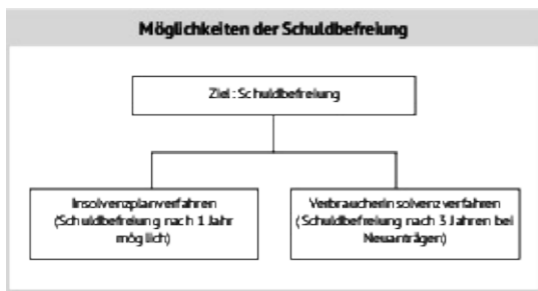 Möglichkeiten der Schuldbefreiung
Ziel: Schuldbefreiung
Insolvenzplanverfahren
(Schuldbefreiung nach 1 Jahr
möglich)
Verbraucherinsolvenzverfahren
(Schuldbefreiung nach 3 Jahren bei
Neuanträgen)